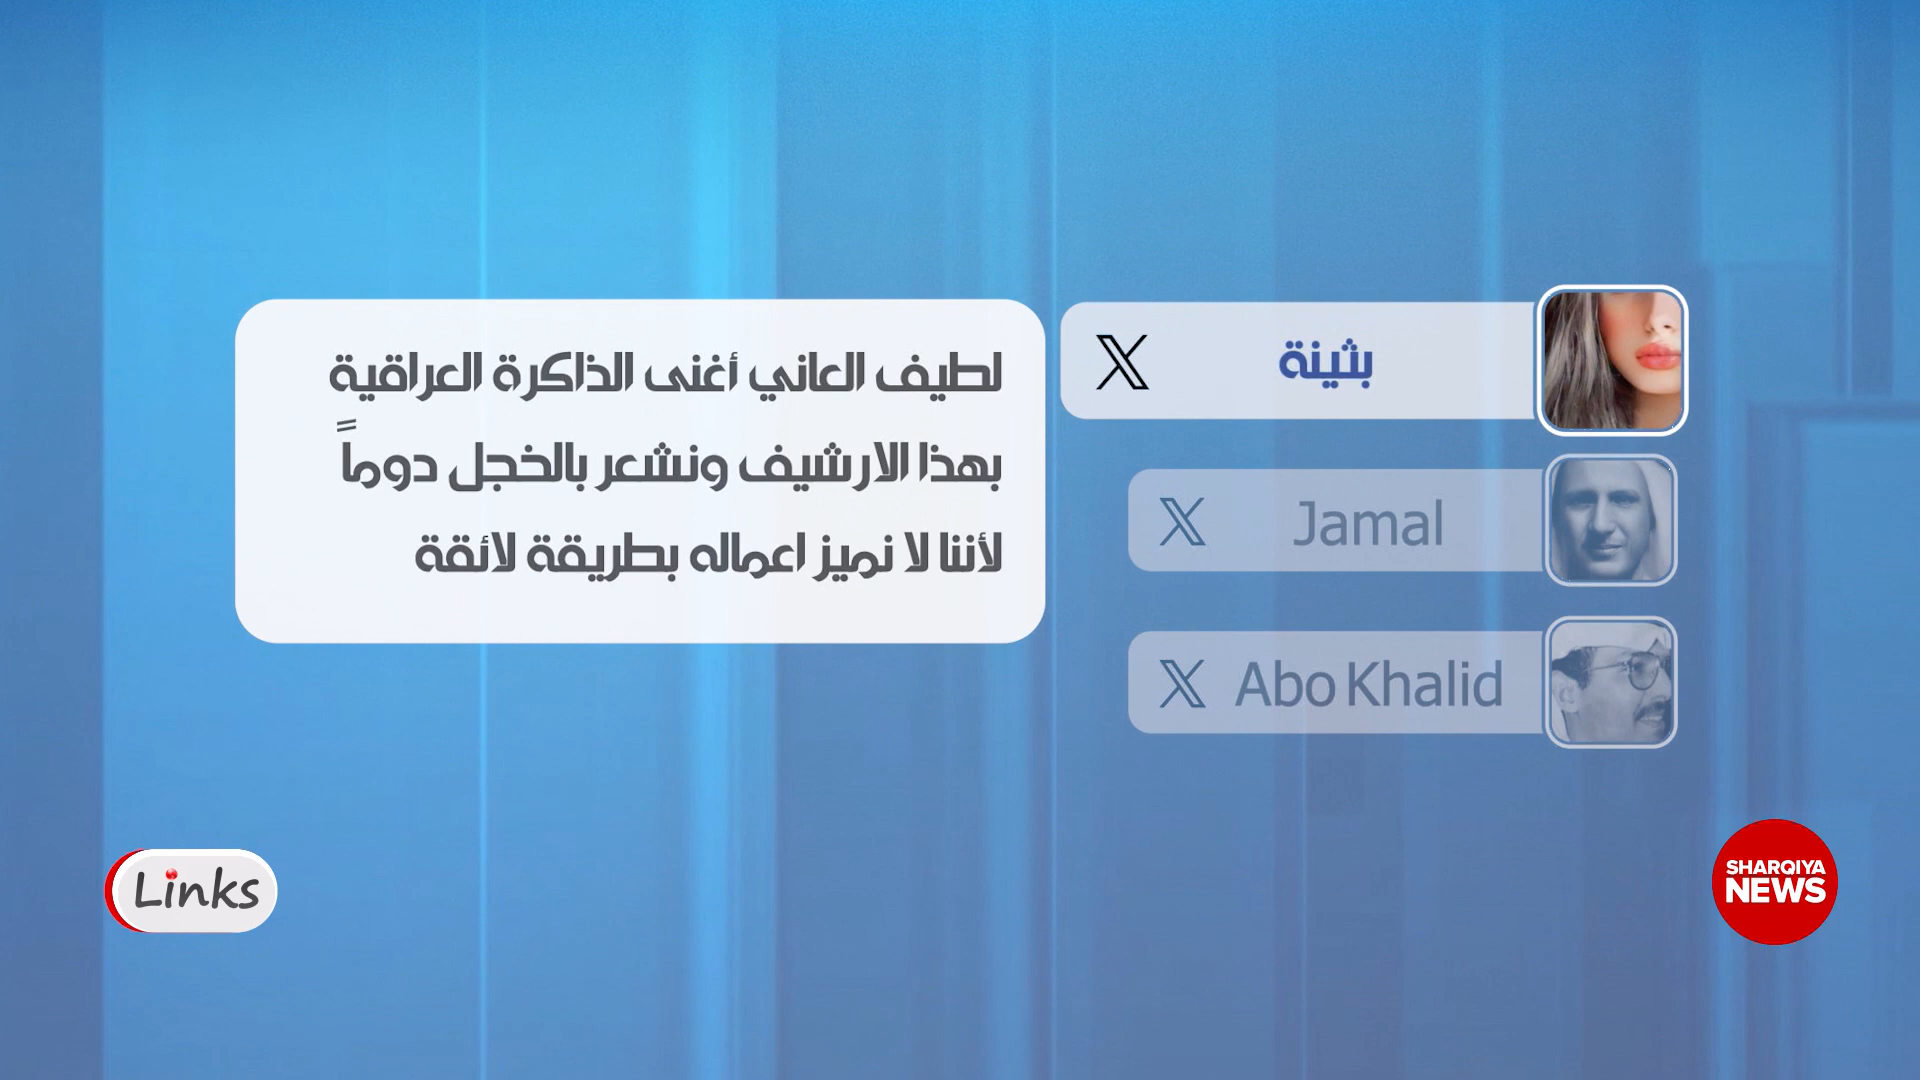 لطيف العاني أغنى الذاكرة العراقية
بهذا الارشيف ونشعر بالخجل دوماً
لأننا لا نميز اعماله بطريقة لائقة
بثينة
Jamal
Abo Khalid
Links
SHARQIYA
NEWS